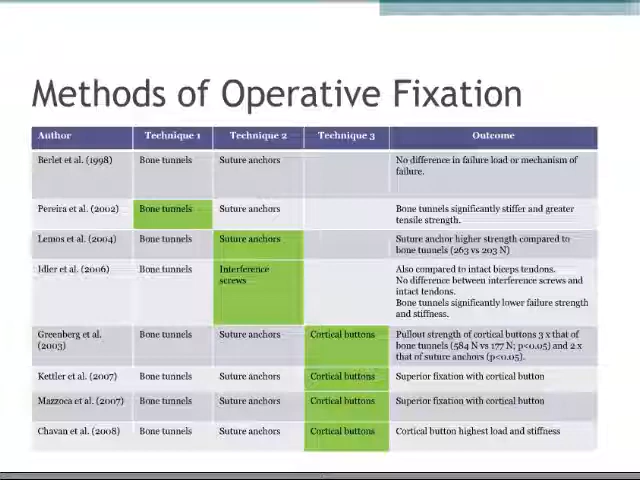 Methods of Operative Fixation
Author Technique 1 Technique 2 Technique 3 Outcome
Berlet et al. (1998) Bone tunnels Suture anchors No difference in failure load or mechanism of
failure.
Pereira et al. (2002) Bone tunnels Suture anchors Bone tunnels significantly stiffer and greater
tensile strength.
Lemos et al. (2004) Bone tunnels Suture anchors Suture anchor higher strength compared to
bone tunnels (263 vs 203 N)
Idler et al. (2006) Bone tunnels Interference Also compared to intact biceps tendons.
screws No difference between interference screws and
intact tendons.
Bone tunnels significantly lower failure strength
and stiffness.
Greenberg et al. Bone tunnels Suture anchors Cortical buttons Pullout strength of cortical buttons 3 x that of
(2003) bone tunnels (584 N vs 177 N; p<0.05) and 2 x
that of suture anchors (p<0.05).
Kettler et al. (2007) Bone tunnels Suture anchors Cortical buttons Superior fixation with cortical button
Mazzoca et al. (2007) Bone tunnels Suture anchors Cortical buttons Superior fixation with cortical button
Chavan et al. (2008) Bone tunnels Suture anchors Cortical buttons Cortical button highest load and stiffness